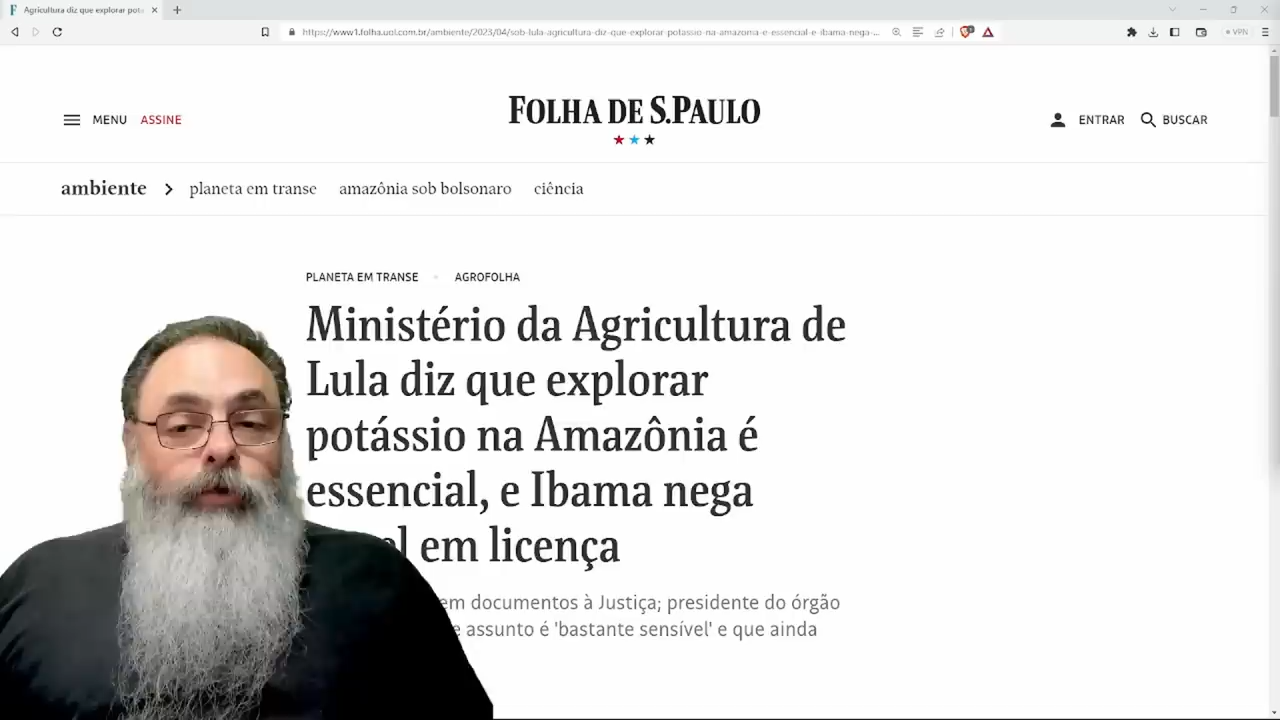 Agricultura diz que explorar pota
https://www1.folha.uol.com.br/ambiente/2023/04/sob-lula-agricultura-diz-que-explorar-potassio-na-amazonia-e-essencial-e-ibama-nega-...
VPN
MENU ASSINE
FOLHA DE S.PAULO
ENTRAR BUSCAR
ambiente planeta em transe amazônia sob bolsonaro ciência
PLANETA EM TRANSE AGROFOLHA
Ministério da Agricultura de
Lula diz que explorar
potássio na Amazônia é
essencial, e Ibama nega
em licença
em documentos à Justiça; presidente do órgão
assunto é 'bastante sensível' e que ainda